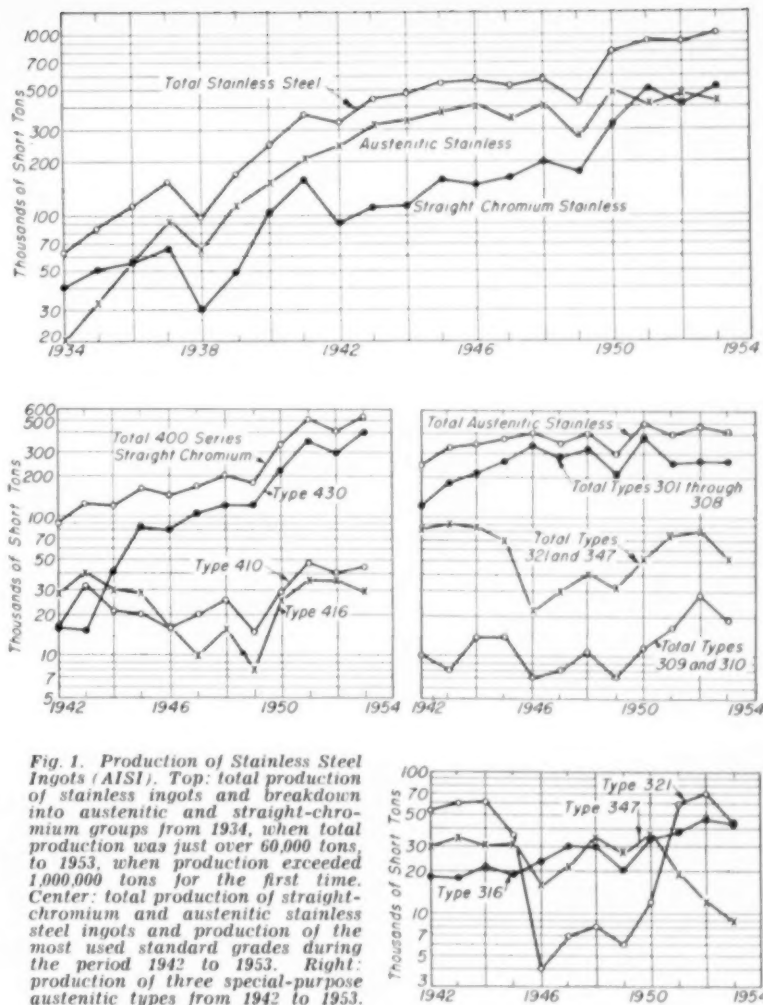 1000
700
500
300
200
100
70
50
30
20
Thousands of Short Tons
Total Stainless Steel
Austenitic Stainless
Straight Chromium Stainless
1934
1938
1942
1946
1950
1954
600
500
300
200
100
50
40
30
20
10
7
5
Thousands of Short Tons
Total 400 Series
Straight Chromium
Type 430
Type 410
Type 416
1942
1946
1950
1954
Thousands of Short Tons
Total Austenitic Stainless
Total Types 301 through
308
Total Types
321 and 347
Total Types
309 and 310
1942
1946
1950
1954
Fig. 1. Production of Stainless Steel
Ingots (AISI). Top: total production
of stainless ingots and breakdown
into austenitic and straight-chro-
mium groups from 1934, when total
production was just over 60,000 tons,
to 1953, when production exceeded
1,000,000 tons for the first time.
Center: total production of straight-
chromium and austenitic stainless
steel ingots and production of the
most used standard grades during
the period 1942 to 1953. Right:
production of three special-purpose
austenitic types from 1942 to 1953.
100
70
50
40
30
20
10
7
5
3
Thousands of Short Tons
Type 321
Type 347
Type 316
1942
1946
1950
1954